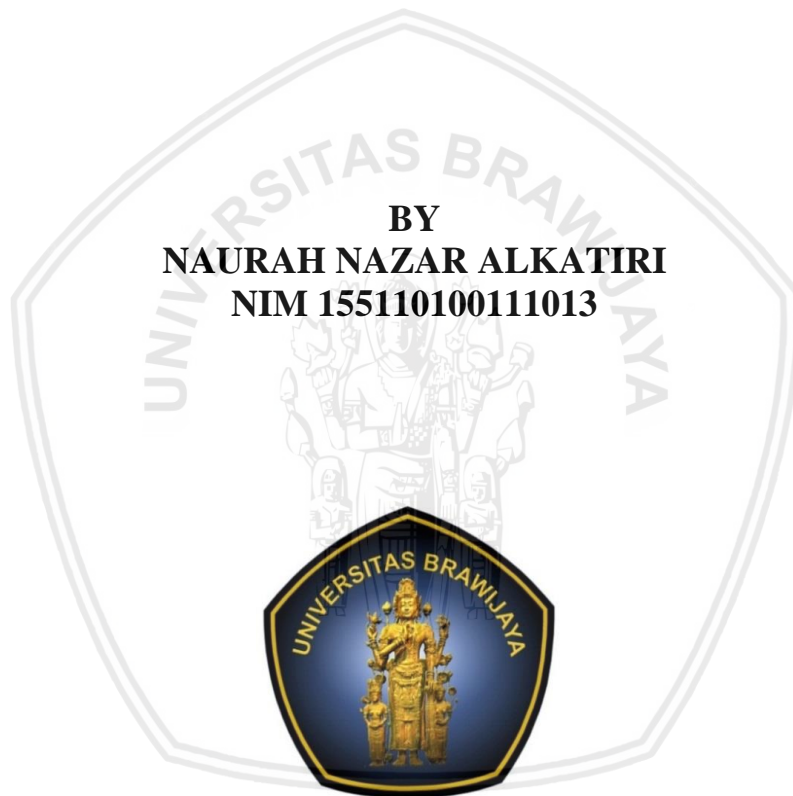 UNIVERSITAS BRAWIJAYA
BY
NAURAH NAZAR ALKATIRI
NIM 155110100111013
UNIVERSITAS BRAWIJAYA